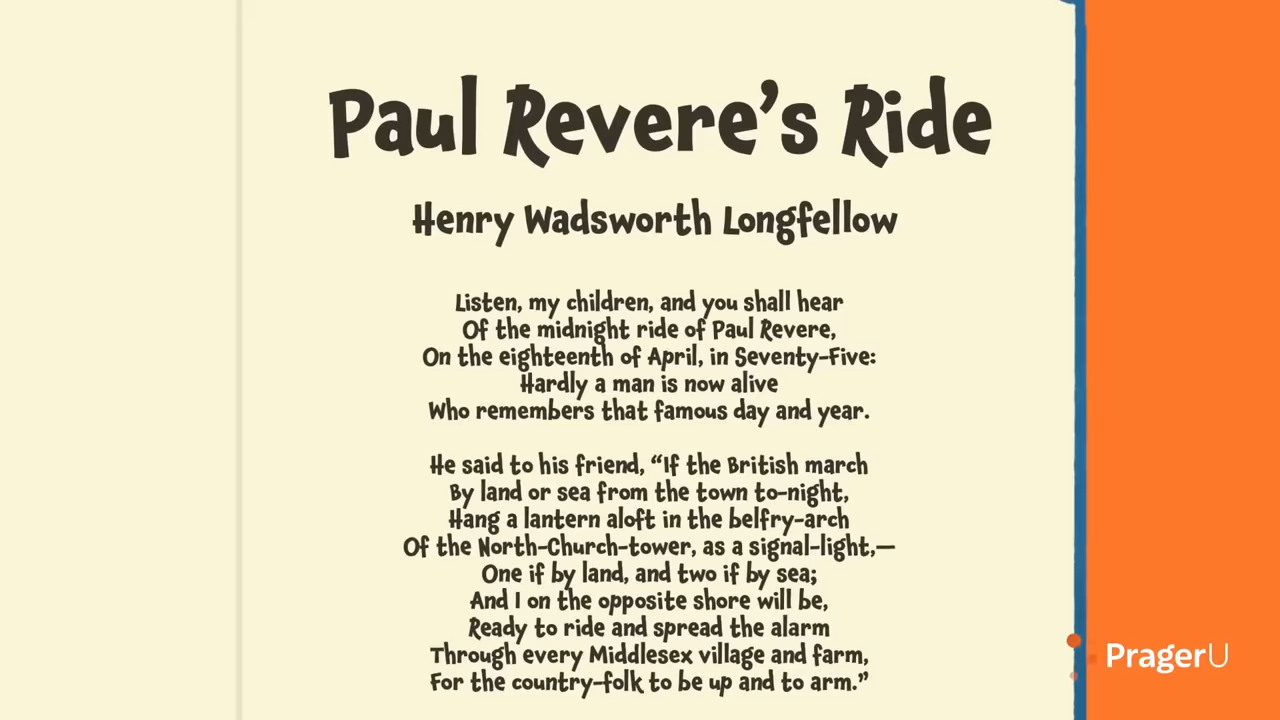 Paul Revere’s Ride
Henry Wadsworth Longfellow
Listen, my children, and you shall hear
Of the midnight ride of Paul Revere,
On the eighteenth of April, in Seventy-Five:
Hardly a man is now alive
Who remembers that famous day and year.
He said to his friend, “If the British march
By land or sea from the town to-night,
Hang a lantern aloft in the belfry-arch
Of the North-Church-tower, as a signal-light,—
One if by land, and two if by sea;
And I on the opposite shore will be,
Ready to ride and spread the alarm
Through every Middlesex village and farm,
For the country-folk to be up and to arm.”
PragerU